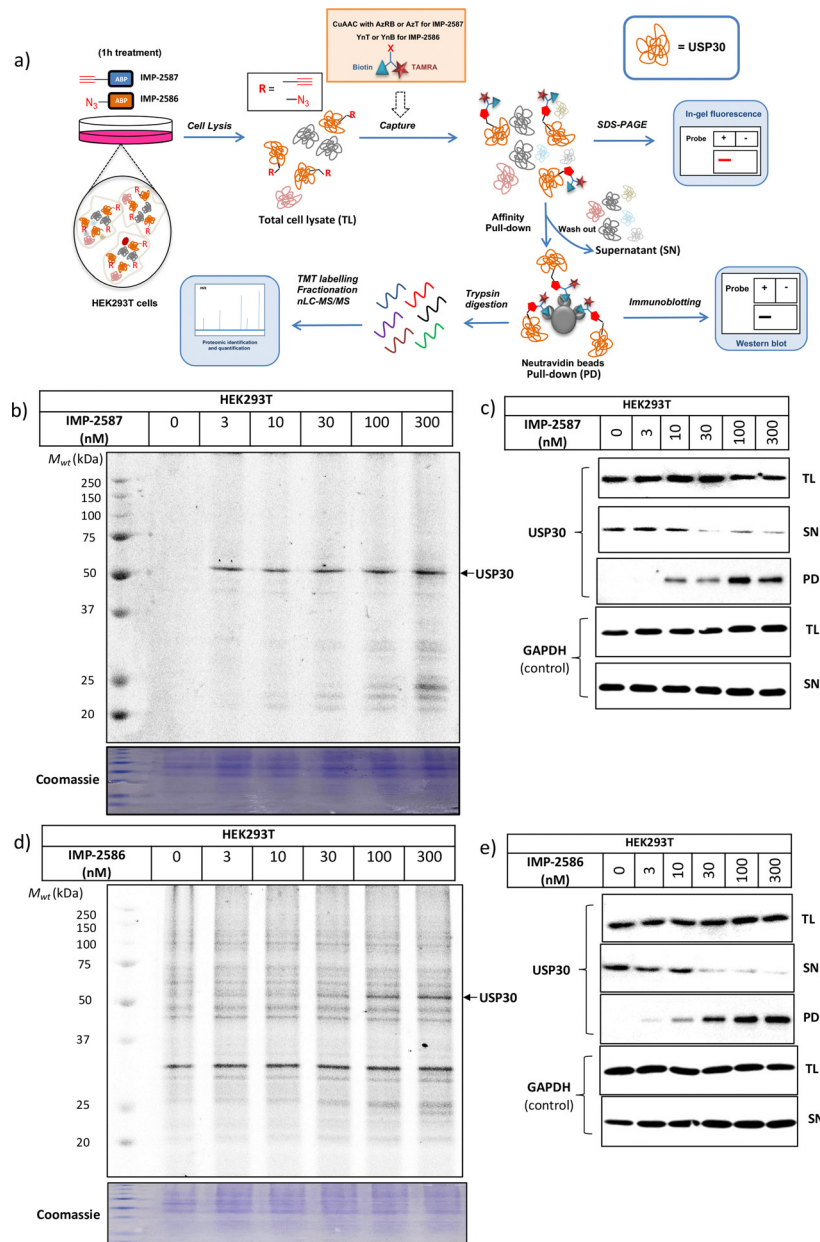 a)
(1h treatment)
ABP IMP-2587
N3 ABP IMP-2586
HEK293T cells
Cell Lysis
R =
N3
R
R
R
R
R
R
R
R
Total cell lysate (TL)
CuAAC with AzRB or AzT for IMP-2587
YnT or YnB for IMP-2586
X
Biotin TAMRA
Capture
= USP30
SDS-PAGE
In-gel fluorescence
Probe + -
Affinity
Pull-down
Wash out
Supernatant (SN)
Immunoblotting
Probe + -
Western blot
Neutravidin beads
Pull-down (PD)
Trypsin
digestion
TMT labelling
Fractionation
nLC-MS/MS
m/z
Proteomic identification
and quantification
b)
HEK293T
IMP-2587
(nM)
0 3 10 30 100 300
Mwt (kDa)
250
150
100
75
50
37
25
20
USP30
Coomassie
c)
HEK293T
IMP-2587
(nM)
0 3 10 30 100 300
USP30
TL
SN
PD
GAPDH
(control)
TL
SN
d)
HEK293T
IMP-2586
(nM)
0 3 10 30 100 300
Mwt (kDa)
250
150
100
75
50
37
25
20
USP30
Coomassie
e)
HEK293T
IMP-2586
(nM)
0 3 10 30 100 300
USP30
TL
SN
PD
GAPDH
(control)
TL
SN